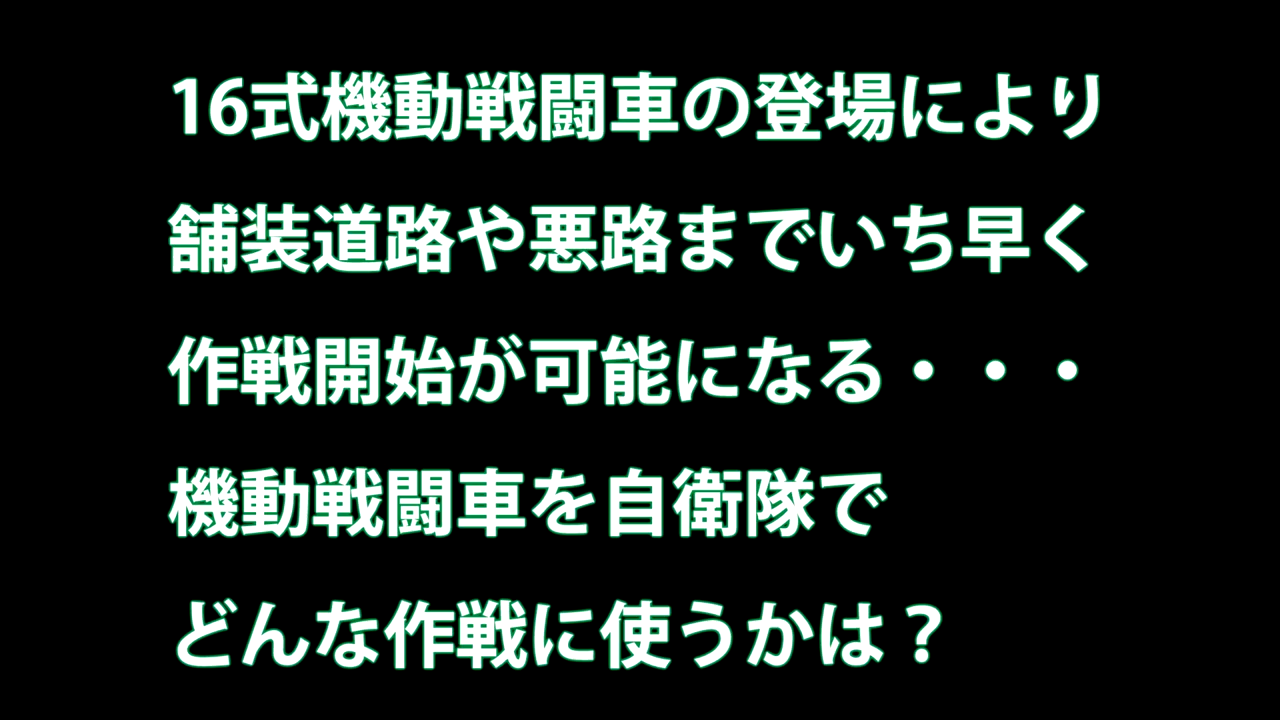 16式機動戦闘車の登場により
舗装道路や悪路までいち早く
作戦開始が可能になる・・・
機動戦闘車を自衛隊で
どんな作戦に使うかは？